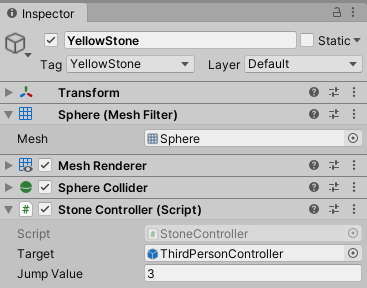 Inspector
YellowStone Static
Tag YellowStone Layer Default
Transform
Sphere (Mesh Filter)
Mesh Sphere
Mesh Renderer
Sphere Collider
# Stone Controller (Script)
Script # StoneController
Target ThirdPersonController
Jump Value 3